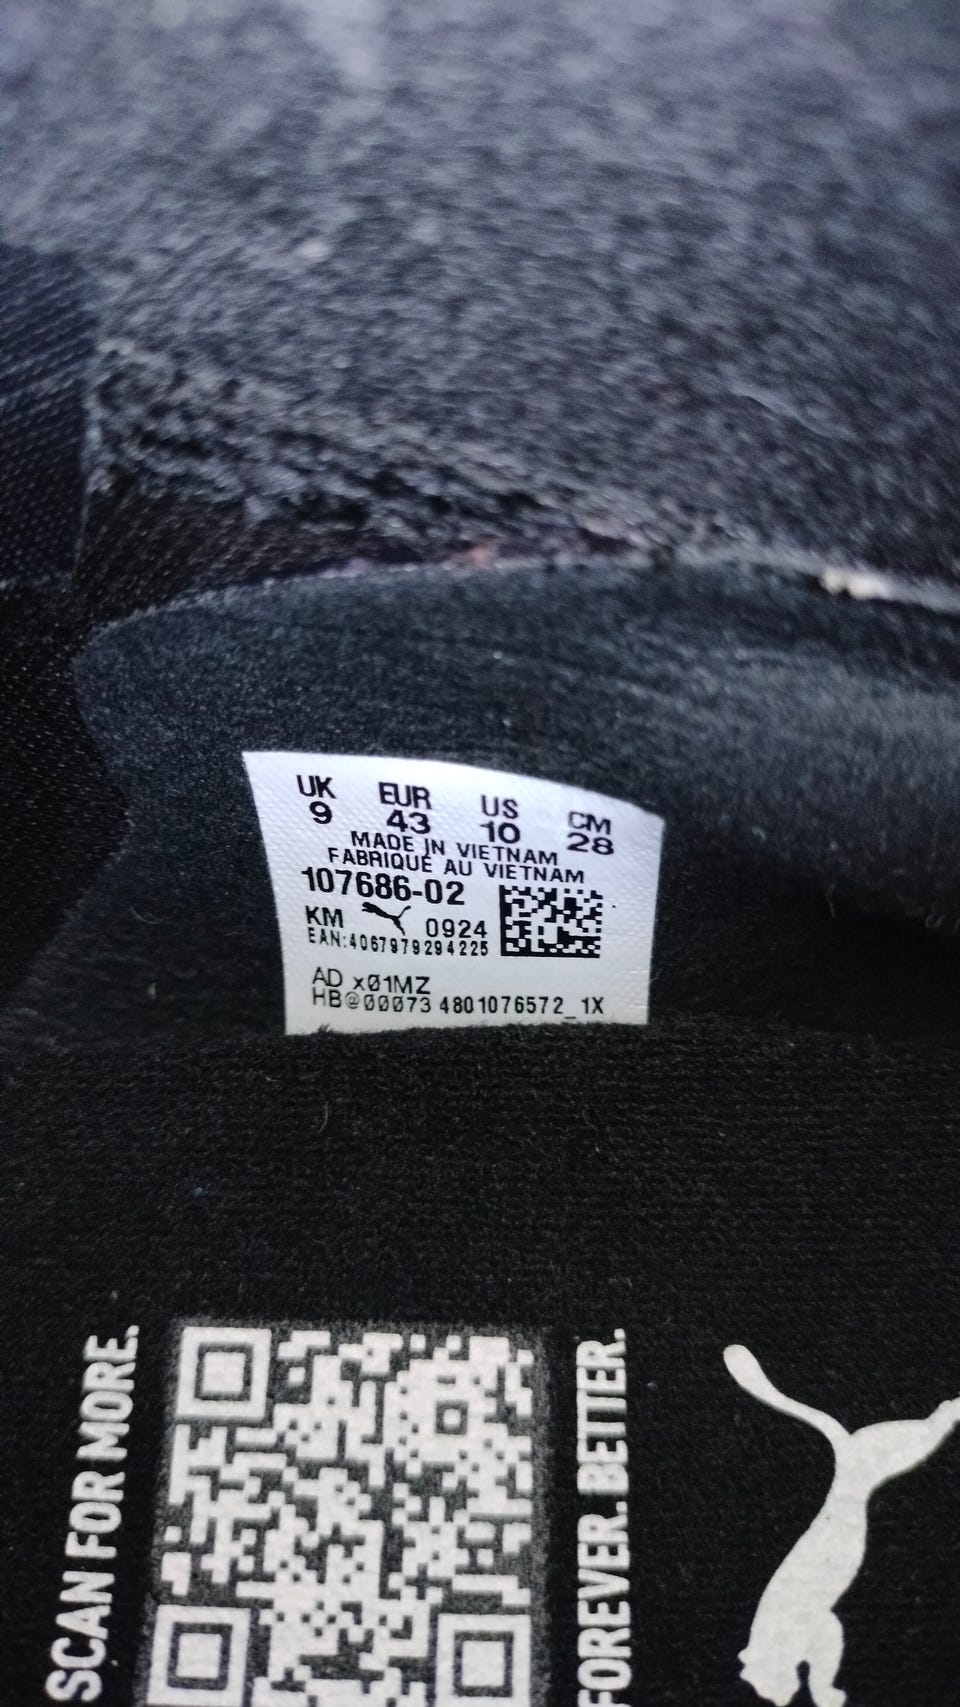 UK EUR US CM
9 43 10 28
MADE IN VIETNAM
FABRIQUÉ AU VIETNAM
107686-02
KM 0924
EAN:4067979294225
AD x01MZ
HB@00073 4801076572_1X
SCAN FOR MORE.
FOREVER. BETTER.